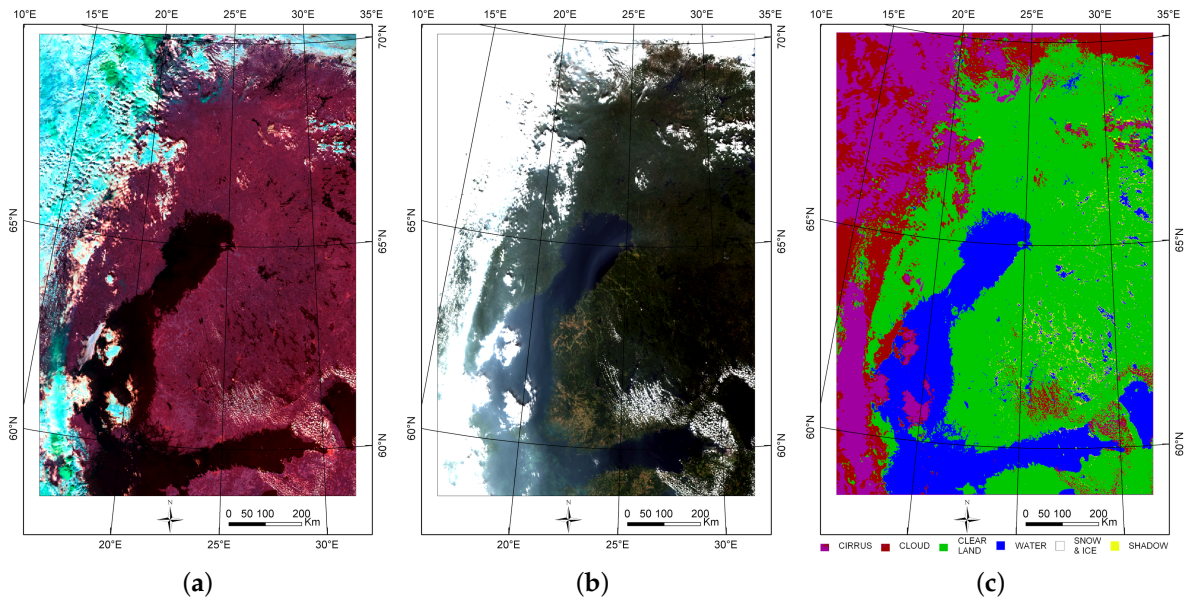 10°E 15°E 20°E 25°E 30°E 35°E
70°N
65°N 65°N
60°N 60°N
N
0 50 100 200
Km
20°E 25°E 30°E
(a)
10°E 15°E 20°E 25°E 30°E 35°E
70°N
65°N 65°N
60°N 60°N
N
0 50 100 200
Km
20°E 25°E 30°E
(b)
10°E 15°E 20°E 25°E 30°E 35°E
70°N
65°N 65°N
60°N 60°N
N
0 50 100 200
Km
20°E 25°E 30°E
CIRRUS CLOUD CLEAR LAND WATER SNOW & ICE SHADOW
(c)